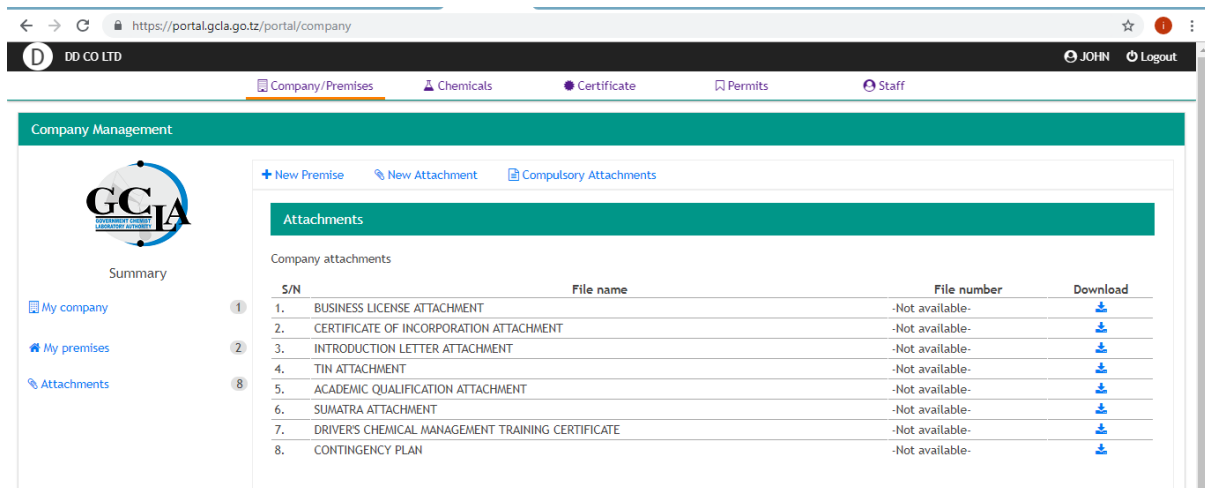 https://portal.gcla.go.tz/portal/company
i
D DD CO LTD JOHN Logout
Company/Premises Chemicals Certificate Permits Staff
Company Management
New Premise New Attachment Compulsory Attachments
GCLA
GOVERNMENT CHEMIST
LABORATORY AUTHORITY
Attachments
Company attachments
Summary
S/N File name File number Download
My company 1
1. BUSINESS LICENSE ATTACHMENT -Not available-
2. CERTIFICATE OF INCORPORATION ATTACHMENT -Not available-
My premises 2
3. INTRODUCTION LETTER ATTACHMENT -Not available-
4. TIN ATTACHMENT -Not available-
Attachments 8
5. ACADEMIC QUALIFICATION ATTACHMENT -Not available-
6. SUMATRA ATTACHMENT -Not available-
7. DRIVER'S CHEMICAL MANAGEMENT TRAINING CERTIFICATE -Not available-
8. CONTINGENCY PLAN -Not available-